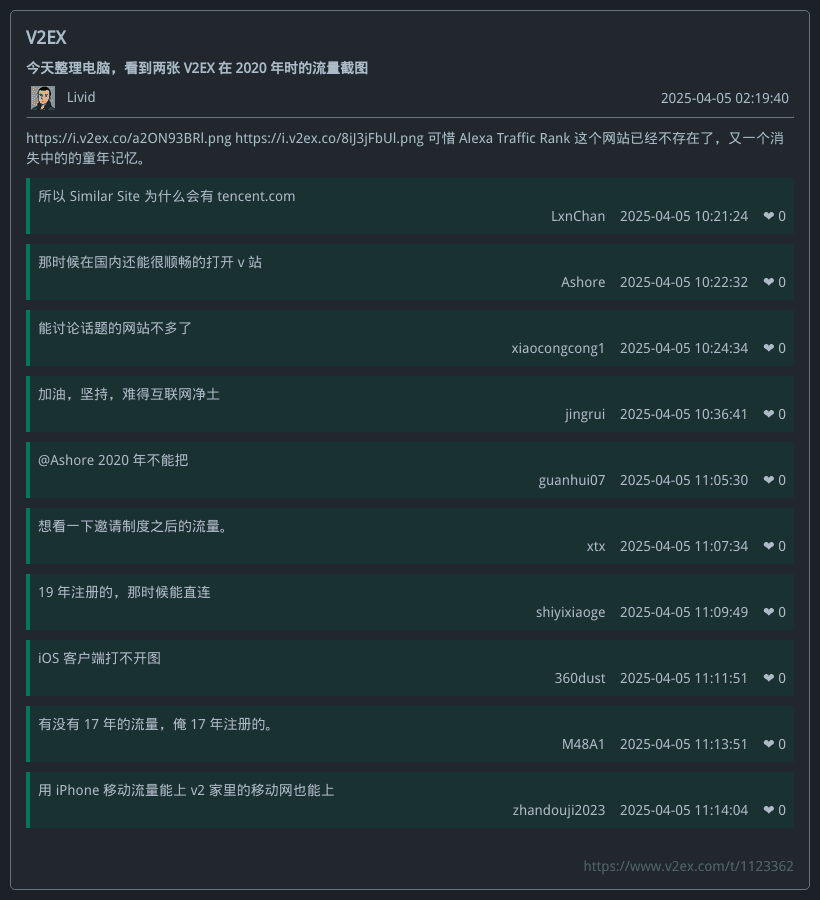 V2EX
今天整理电脑，看到两张 V2EX 在 2020 年时的流量截图
Livid 2025-04-05 02:19:40
https://i.v2ex.co/a2ON93BRl.png https://i.v2ex.co/8iJ3jFbUl.png 可惜 Alexa Traffic Rank 这个网站已经不存在了，又一个消
失中的的童年记忆。
所以 Similar Site 为什么会有 tencent.com
LxnChan 2025-04-05 10:21:24 ❤ 0
那时候在国内还能很顺畅的打开 v 站
Ashore 2025-04-05 10:22:32 ❤ 0
能讨论话题的网站不多了
xiaocongcong1 2025-04-05 10:24:34 ❤ 0
加油，坚持，难得互联网净土
jingrui 2025-04-05 10:36:41 ❤ 0
@Ashore 2020 年不能把
guanhui07 2025-04-05 11:05:30 ❤ 0
想看一下邀请制度之后的流量。
xtx 2025-04-05 11:07:34 ❤ 0
19 年注册的，那时候能直连
shiyixiaoge 2025-04-05 11:09:49 ❤ 0
iOS 客户端打不开图
360dust 2025-04-05 11:11:51 ❤ 0
有没有 17 年的流量，俺 17 年注册的。
M48A1 2025-04-05 11:13:51 ❤ 0
用 iPhone 移动流量能上 v2 家里的移动网也能上
zhandouji2023 2025-04-05 11:14:04 ❤ 0
https://www.v2ex.com/t/1123362